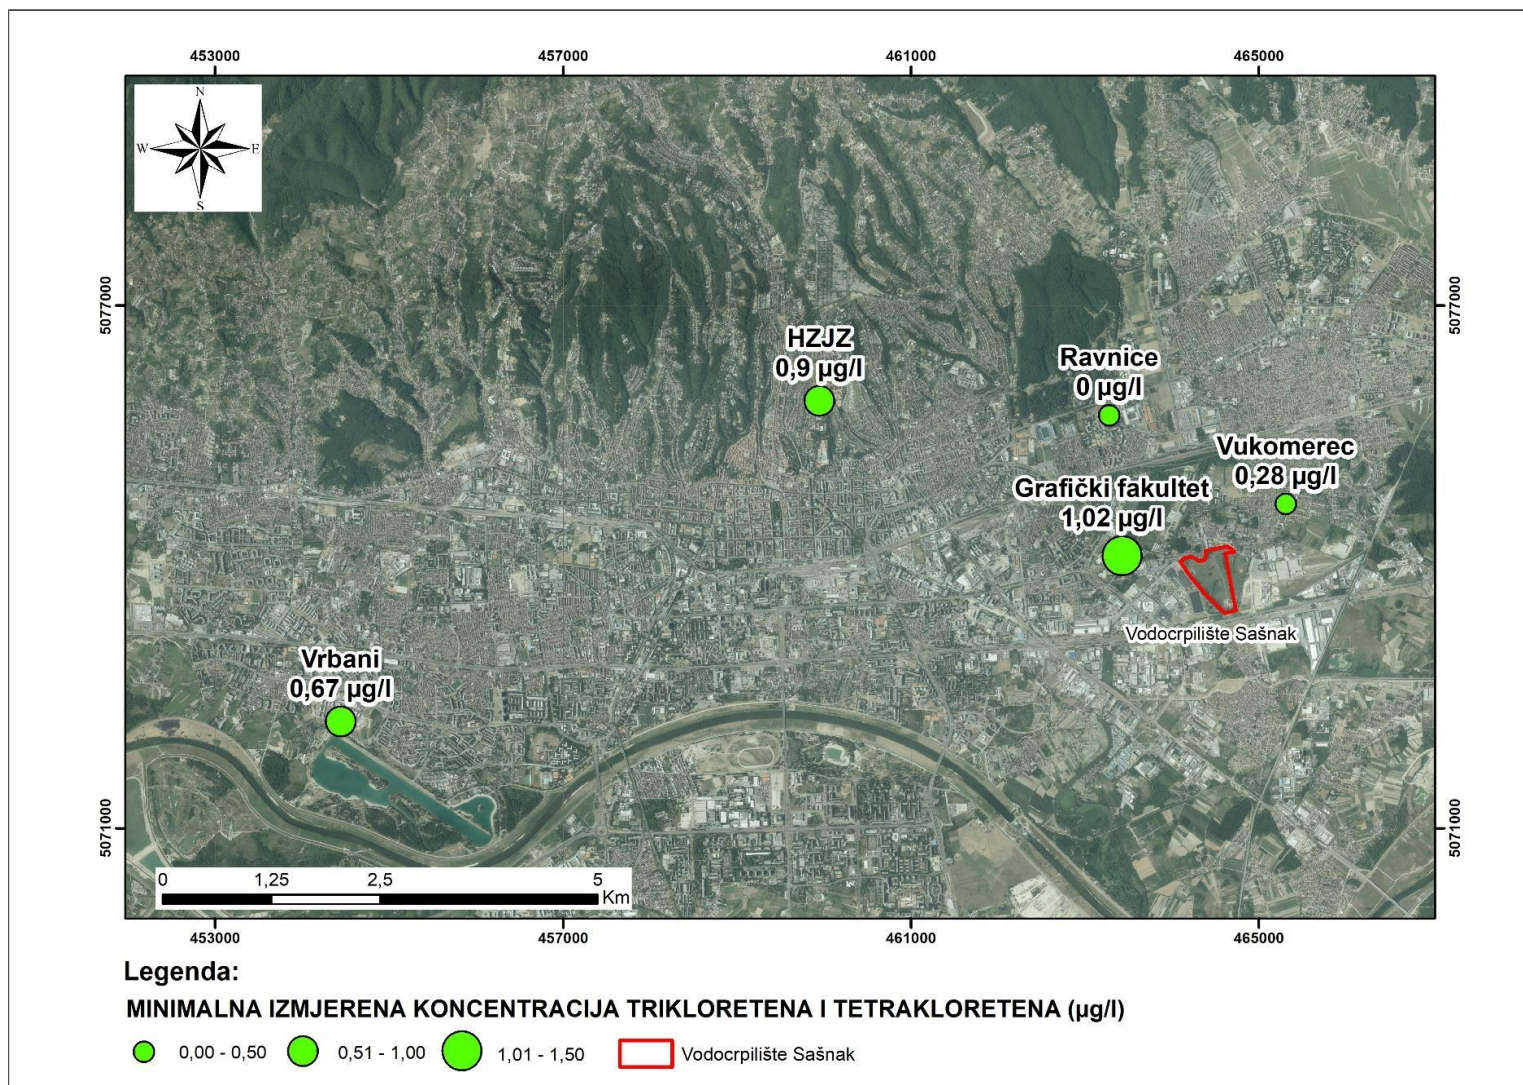 453000 457000 461000 465000
N
W E
S
5077000 5077000
HZJZ
0,9 µg/l
Ravnice
0 µg/l
Vukomerec
0,28 µg/l
Grafički fakultet
1,02 µg/l
Vodocrpilište Sašnak
Vrbani
0,67 µg/l
5071000 5071000
0 1,25 2,5 5
Km
453000 457000 461000 465000
Legenda:
MINIMALNA IZMJERENA KONCENTRACIJA TRIKLORETENA I TETRAKLORETENA (µg/l)
0,00 - 0,50 0,51 - 1,00 1,01 - 1,50 Vodocrpilište Sašnak